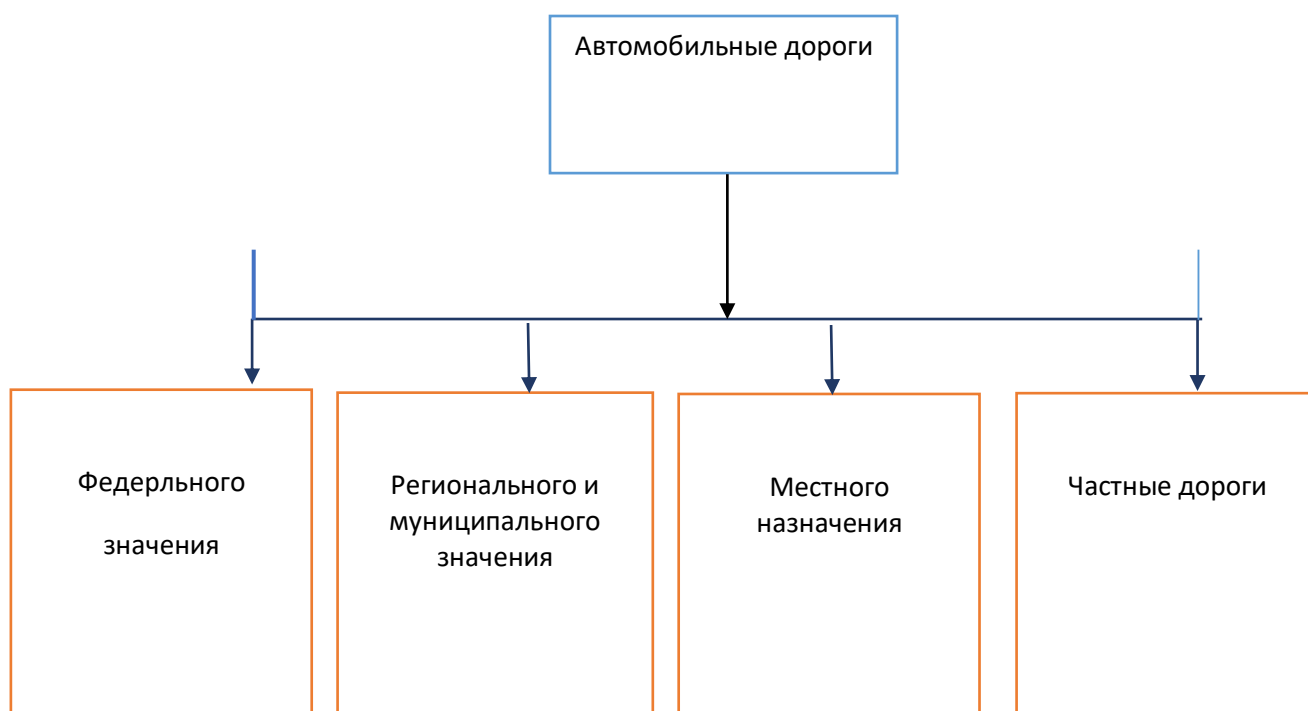 Автомобильные дороги
Федерльного
значения
Регионального и
муниципального
значения
Местного
назначения
Частные дороги